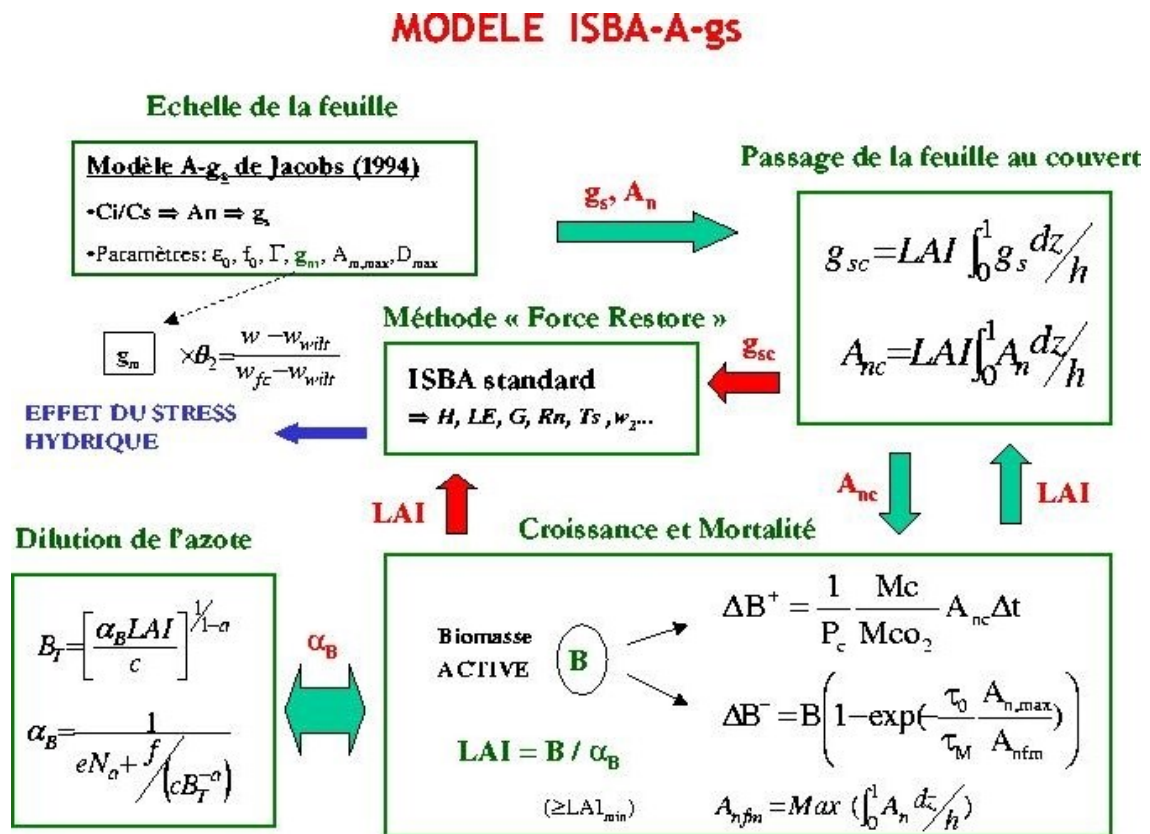 MODELE ISBA-A-gs
Echelle de la feuille
Modèle A-gs de Jacobs (1994)
•Ci/Cs ⇒ An ⇒ gs
•Paramètres: ε0, f0, Γ, gm, Am,max, Dmax
gs, An
Passage de la feuille au couvert
gsc=LAI ∫₀¹ gs dz/h
Anc=LAI∫₀¹ An dz/h
gm ×θ2= (w −wwilt)/(wfc−wwilt)
EFFET DU STRESS
HYDRIQUE
Méthode « Force Restore »
ISBA standard
⇒ H, LE, G, Rn, Ts ,w2...
gsc
LAI
Anc
LAI
Dilution de l'azote
BT=[αB LAI/c]^(1/1−a)
αB= 1/(eNa+ f/(cBT^−a))
αB
Croissance et Mortalité
Biomasse
ACTIVE
B
ΔB⁺ = 1/Pc Mc/Mco2 Anc Δt
ΔB⁻ =B(1−exp(−τ0/τM An,max/Anfm))
LAI = B / αB
(≥LAImin)
Anfm =Max (∫₀¹ An dz/h)